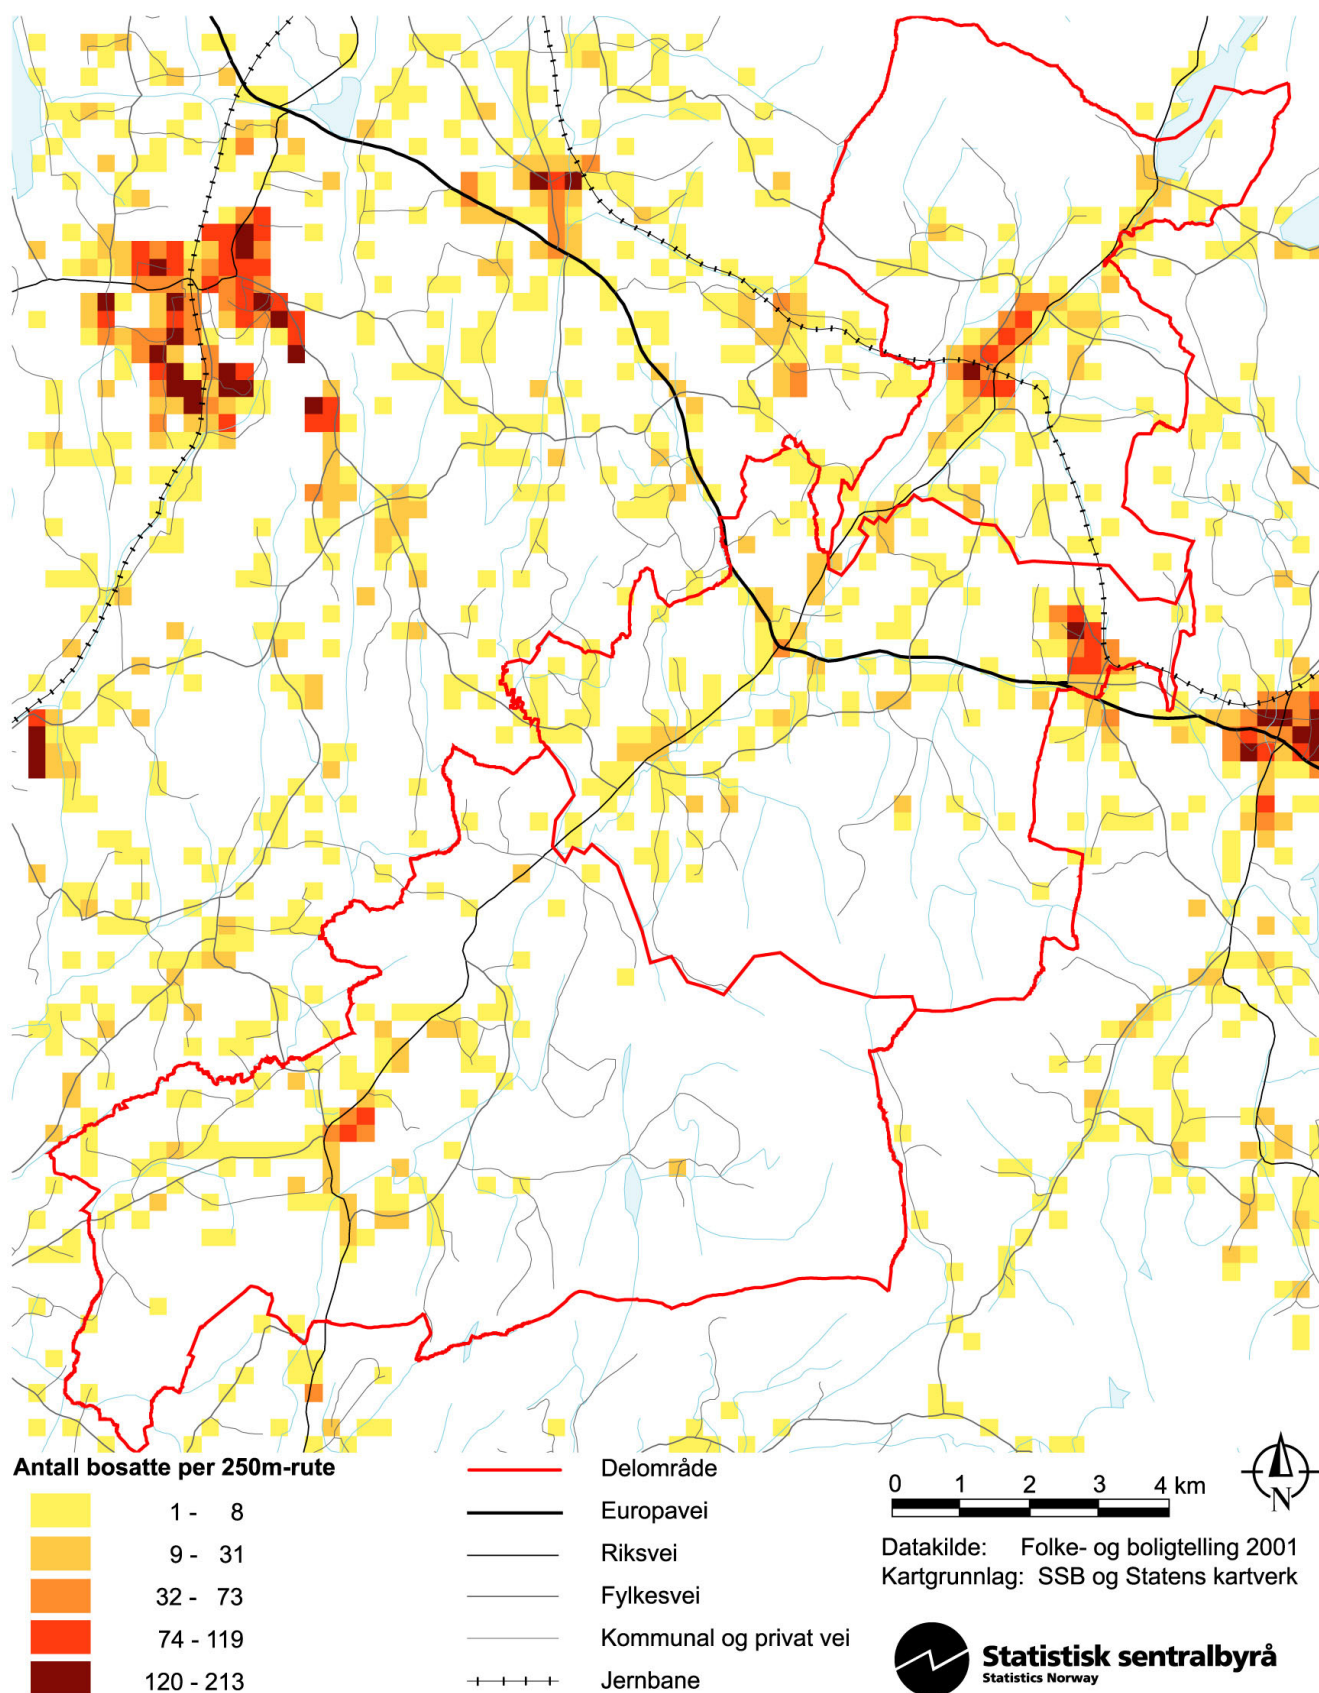 Antall bosatte per 250m-rute
1 - 8
9 - 31
32 - 73
74 - 119
120 - 213
Delområde
Europavei
Riksvei
Fylkesvei
Kommunal og privat vei
Jernbane
0 1 2 3 4 km
N
Datakilde: Folke- og boligtelling 2001
Kartgrunnlag: SSB og Statens kartverk
Statistisk sentralbyrå
Statistics Norway